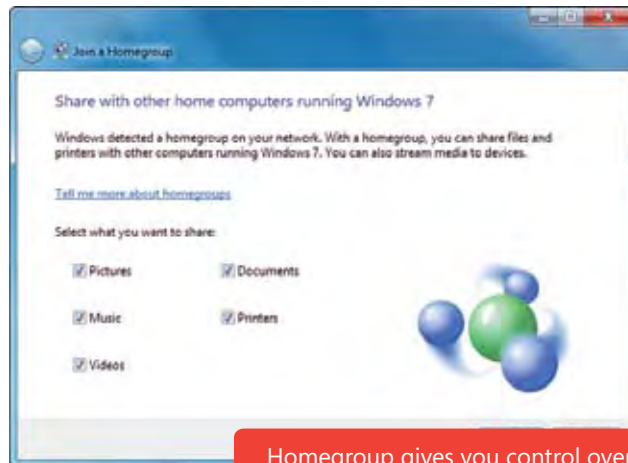 Join a Homegroup
Share with other home computers running Windows 7
Windows detected a homegroup on your network. With a homegroup, you can share files and
printers with other computers running Windows 7. You can also stream media to devices.
Tell me more about homegroups
Select what you want to share:
Pictures
Documents
Music
Printers
Videos
Homegroup gives you control over